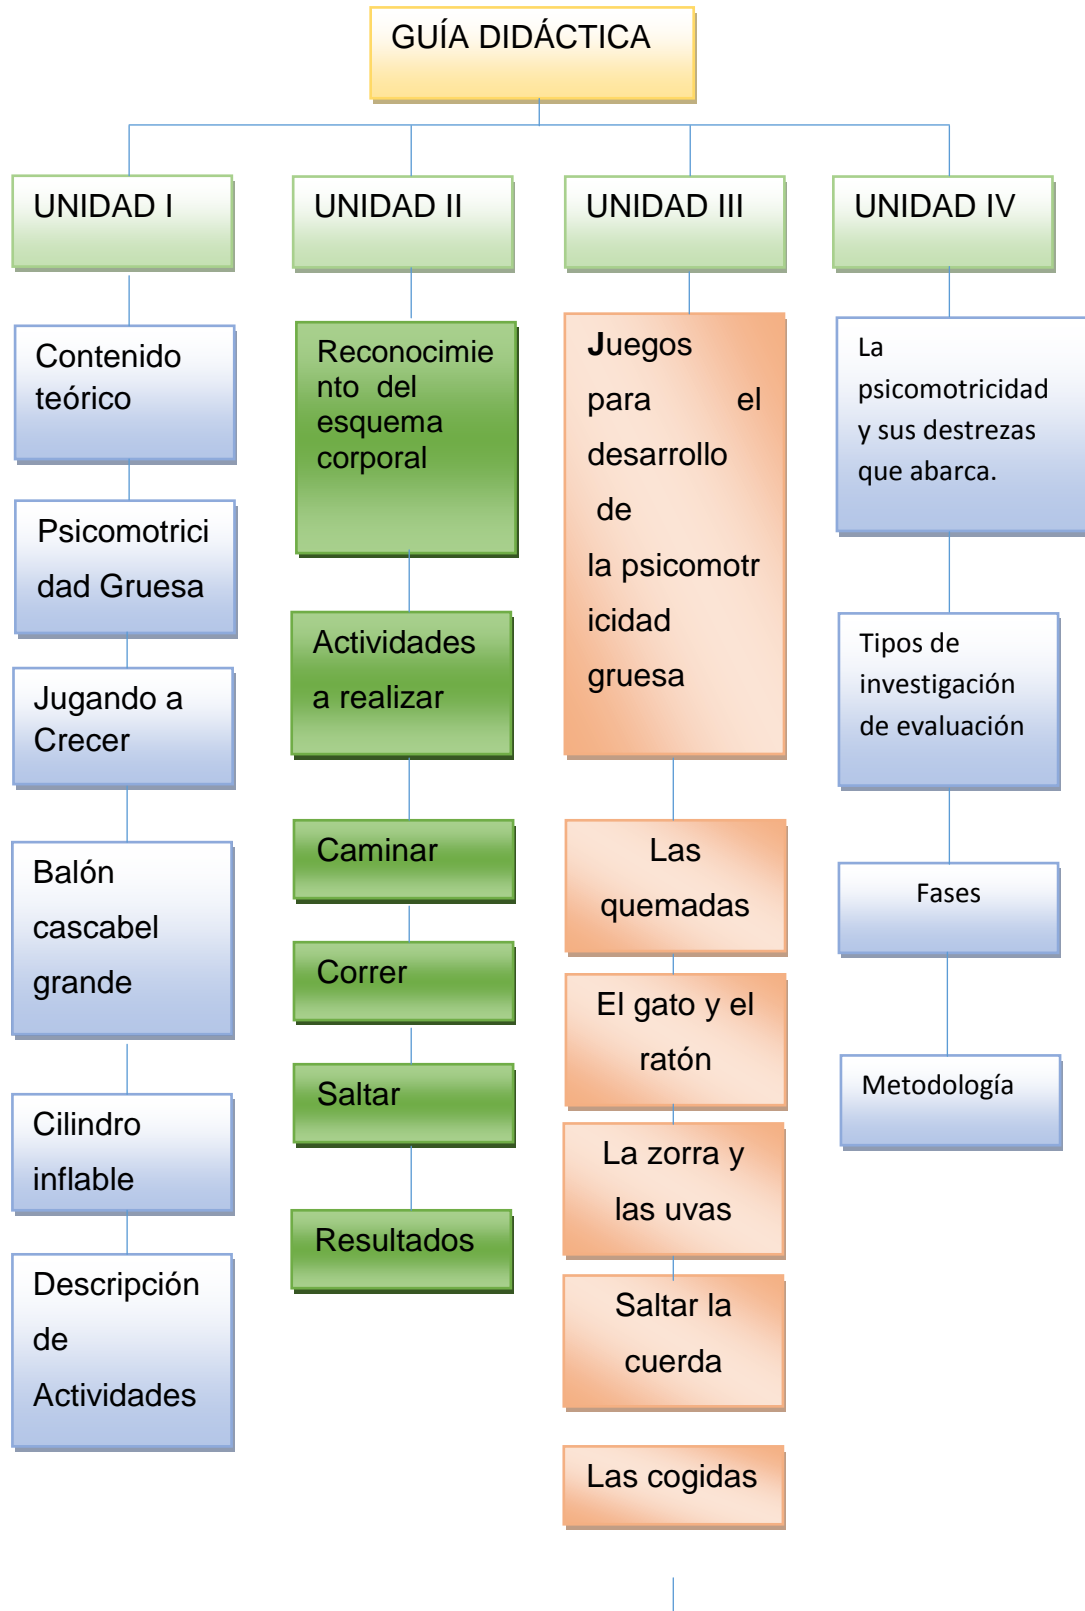 GUÍA DIDÁCTICA
UNIDAD I
Contenido
teórico
Psicomotrici
dad Gruesa
Jugando a
Crecer
Balón
cascabel
grande
Cilindro
inflable
Descripción
de
Actividades
UNIDAD II
Reconocimie
nto del
esquema
corporal
Actividades
a realizar
Caminar
Correr
Saltar
Resultados
UNIDAD III
Juegos
para el
desarrollo
de
la psicomotr
icidad
gruesa
Las
quemadas
El gato y el
ratón
La zorra y
las uvas
Saltar la
cuerda
Las cogidas
UNIDAD IV
La
psicomotricidad
y sus destrezas
que abarca.
Tipos de
investigación
de evaluación
Fases
Metodología